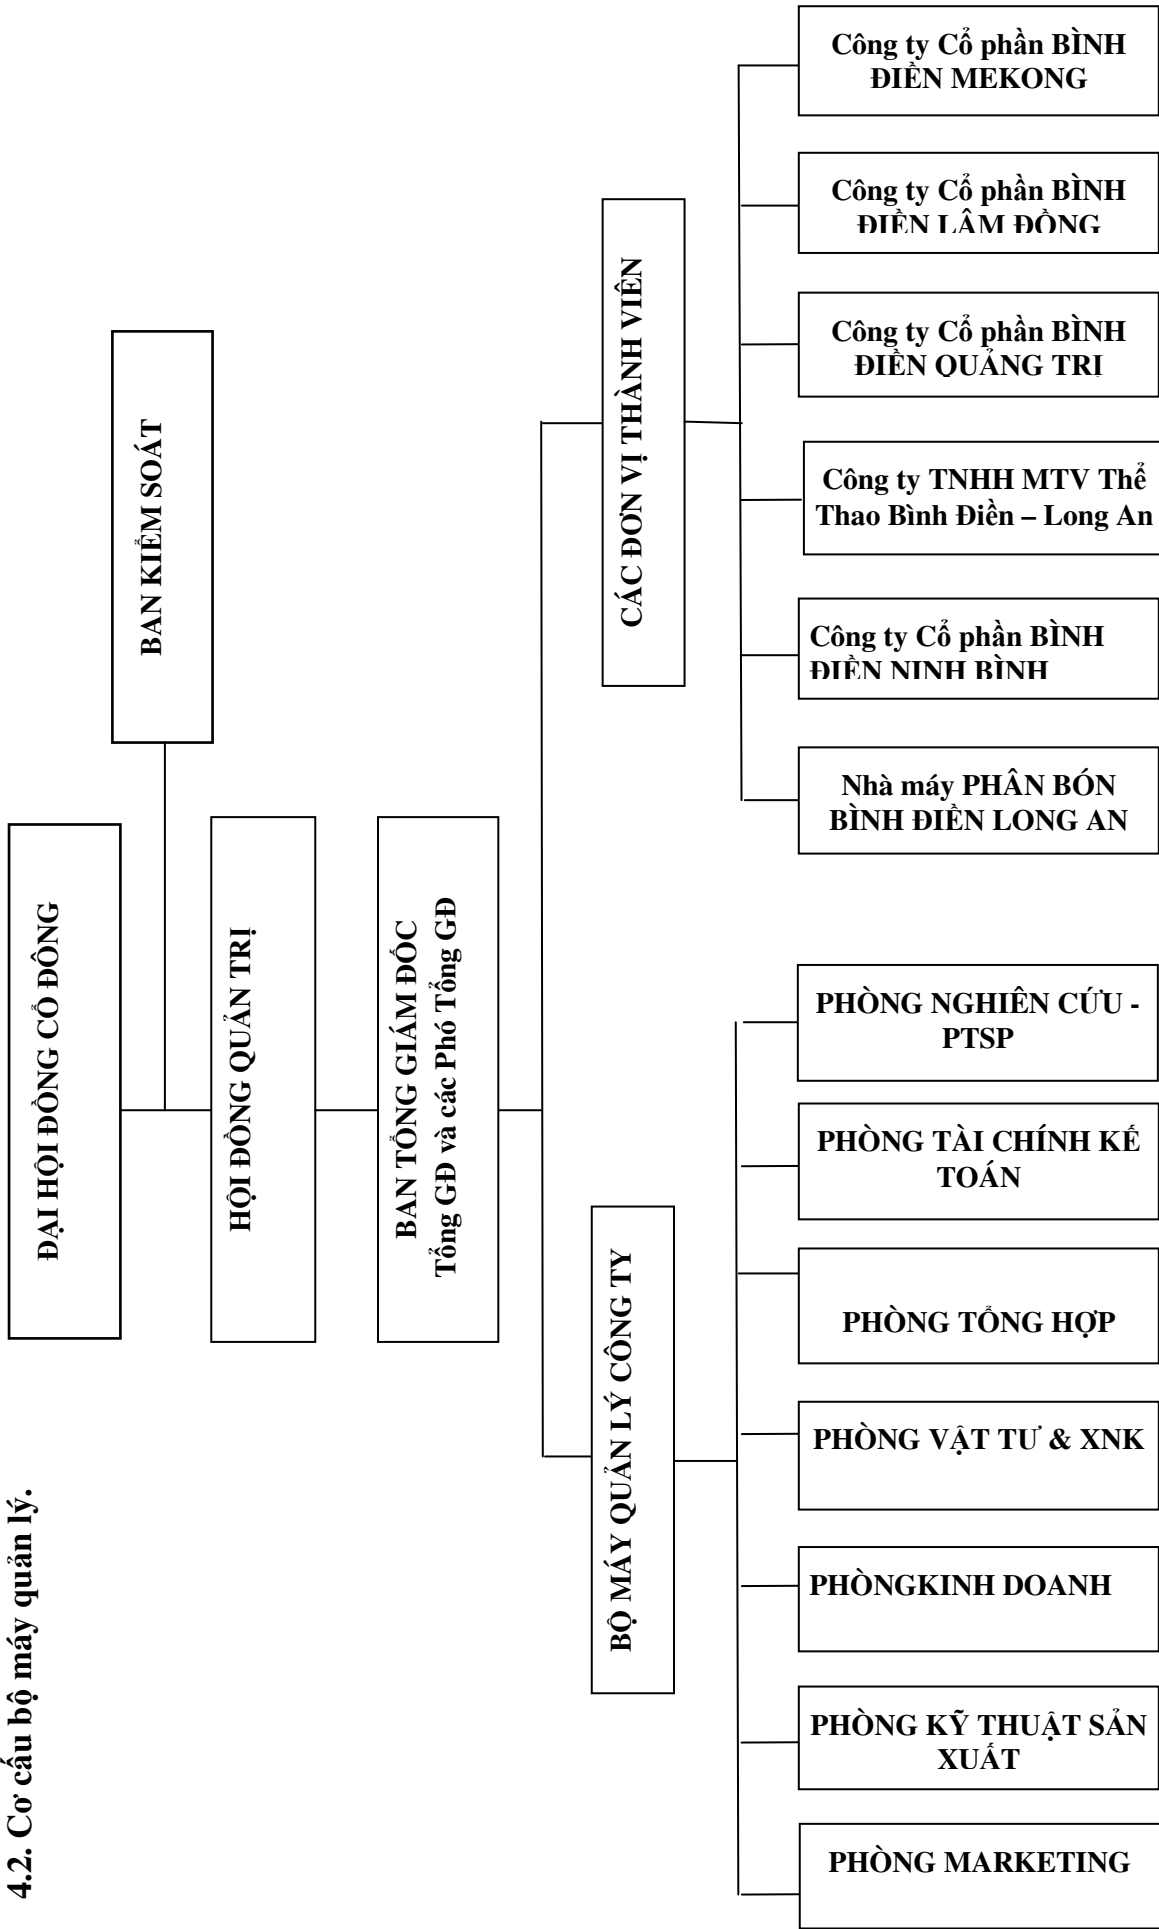 4.2. Cơ cấu bộ máy quản lý.
ĐẠI HỘI ĐỒNG CỔ ĐÔNG
BAN KIỂM SOÁT
HỘI ĐỒNG QUẢN TRỊ
BAN TỔNG GIÁM ĐỐC
Tổng GĐ và các Phó Tổng GĐ
BỘ MÁY QUẢN LÝ CÔNG TY
CÁC ĐƠN VỊ THÀNH VIÊN
PHÒNG MARKETING
PHÒNG KỸ THUẬT SẢN
XUẤT
PHÒNGKINH DOANH
PHÒNG VẬT TƯ & XNK
PHÒNG TỔNG HỢP
PHÒNG TÀI CHÍNH KẾ
TOÁN
PHÒNG NGHIÊN CỨU -
PTSP
Nhà máy PHÂN BÓN
BÌNH ĐIỀN LONG AN
Công ty Cổ phần BÌNH
ĐIỀN NINH BÌNH
Công ty TNHH MTV Thể
Thao Bình Điền – Long An
Công ty Cổ phần BÌNH
ĐIỀN QUẢNG TRỊ
Công ty Cổ phần BÌNH
ĐIỀN LÂM ĐỒNG
Công ty Cổ phần BÌNH
ĐIỀN MEKONG